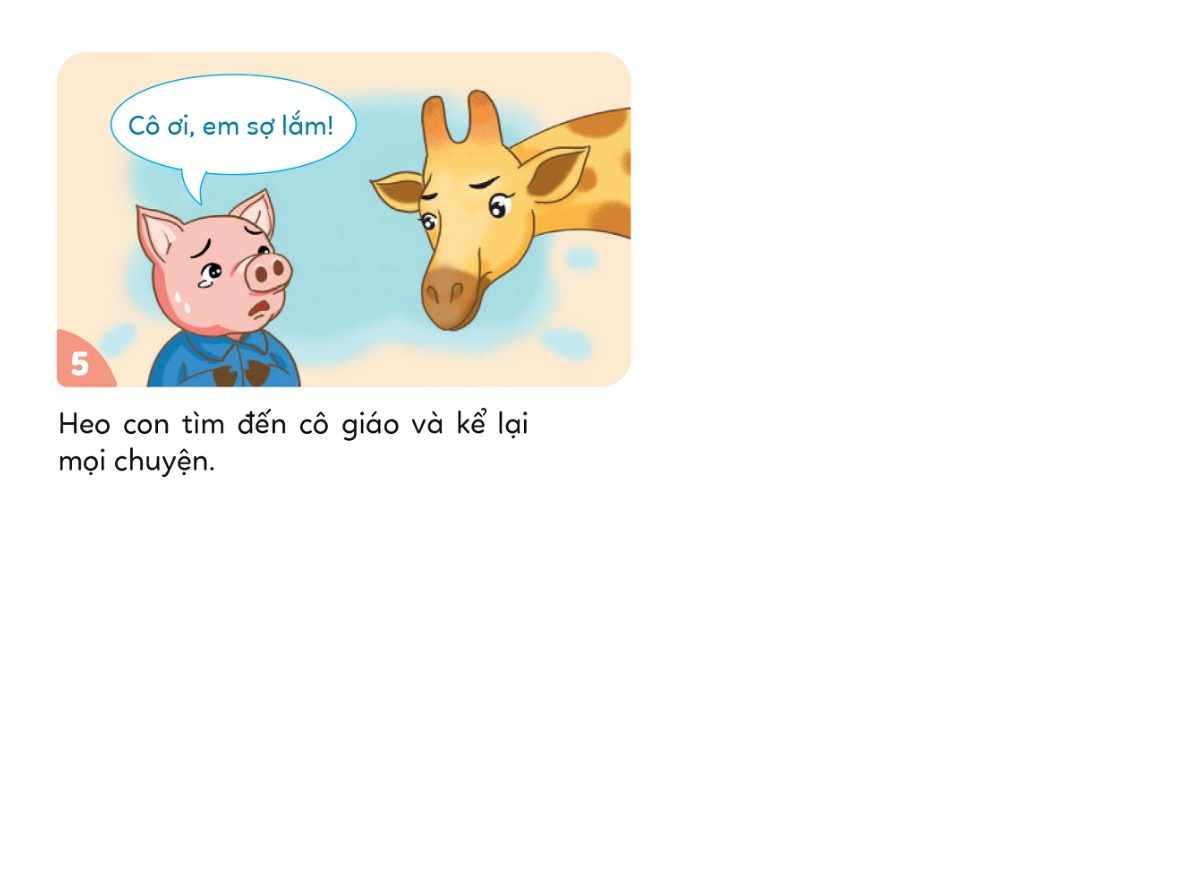 Cô ơi, em sợ lắm!
5
Heo con tìm đến cô giáo và kể lại
mọi chuyện.